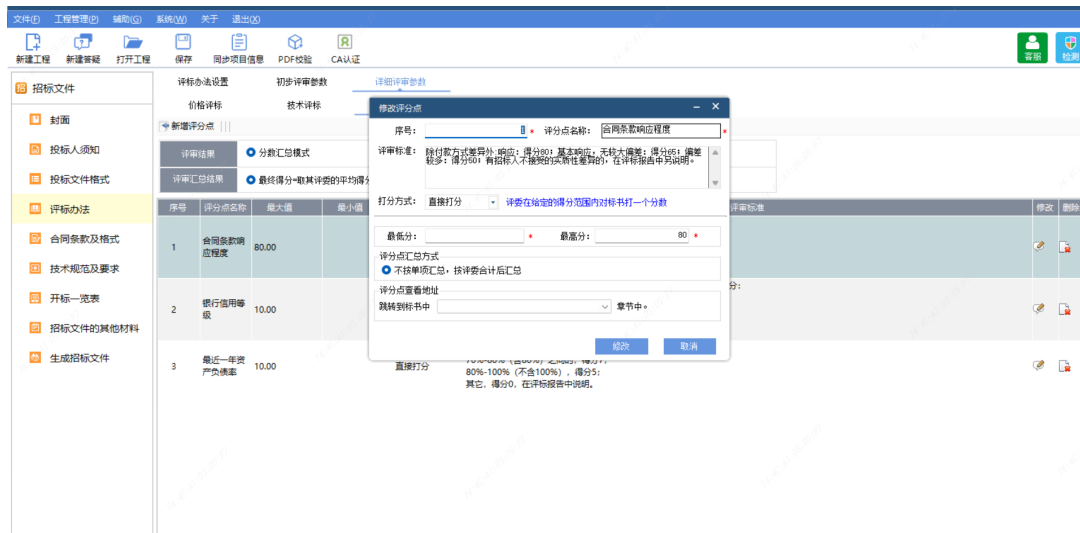 文件(F) 工程管理(P) 辅助(G) 系统(W) 关于 退出(X)
新建工程 新建答疑 打开工程 保存 同步项目信息 PDF校验 CA认证 客服 检测
招标文件
封面
投标人须知
投标文件格式
评标办法
合同条款及格式
技术规范及要求
开标一览表
招标文件的其他材料
生成招标文件
评标办法设置 初步评审参数 详细评审参数
价格评标 技术评标
新增评分点
评审结果 分数汇总模式
评审汇总结果 最终得分=取其评委的平均得分
序号 评分点名称 最大值 最小值 评审标准 修改 删除
1 合同条款响应程度 80.00
2 银行信用等级 10.00
分:
3 最近一年资产负债率 10.00 直接打分
80%-100%（不含100%）, 得分5;
其它, 得分0, 在评标报告中说明。
修改评分点
序号: 1 * 评分点名称: 合同条款响应程度 *
评审标准: 除付款方式差异外:响应: 得分80; 基本响应, 无较大偏差: 得分65; 偏差
较多: 得分50; 有招标人不接受的实质性差异的, 在评标报告中另说明。
打分方式: 直接打分 评委在给定的得分范围内对标书打一个分数
最低分: * 最高分: 80 *
评分点汇总方式
不按单项汇总, 按评委合计后汇总
评分点查看地址
跳转到标书中 章节中。
修改 取消